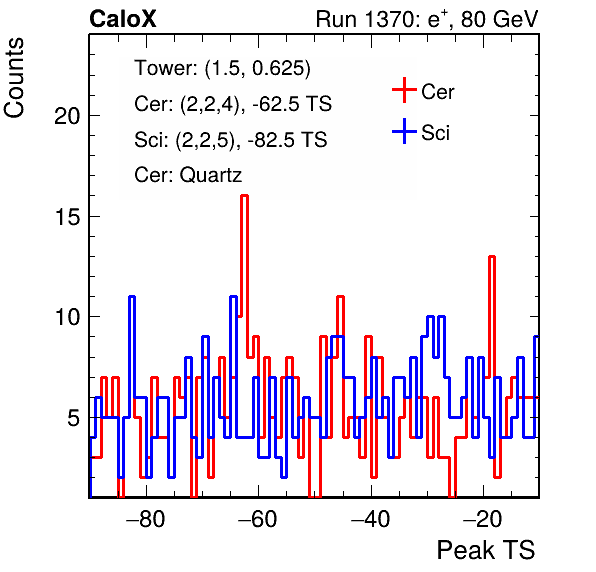 CaloX Run 1370: e⁺, 80 GeV
Counts
Tower: (1.5, 0.625)
Cer: (2,2,4), -62.5 TS
Sci: (2,2,5), -82.5 TS
Cer: Quartz
Cer
Sci
20
15
10
5
−80 −60 −40 −20
Peak TS